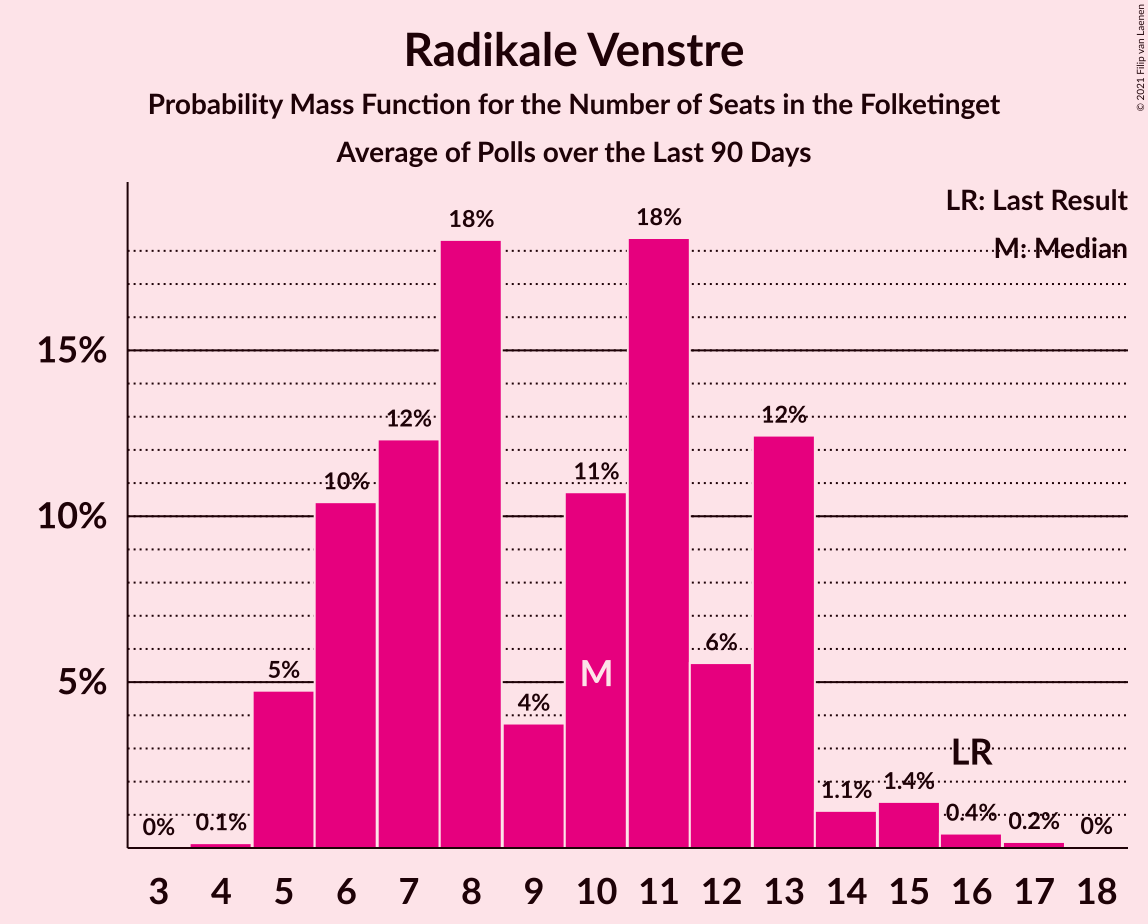 Radikale Venstre
Probability Mass Function for the Number of Seats in the Folketinget
Average of Polls over the Last 90 Days
© 2021 Filip van Laenen
LR: Last Result
M: Median
15%
10%
5%
0%
0.1%
5%
10%
12%
18%
4%
11%
18%
6%
12%
1.1%
1.4%
0.4%
0.2%
0%
M
LR
3 4 5 6 7 8 9 10 11 12 13 14 15 16 17 18